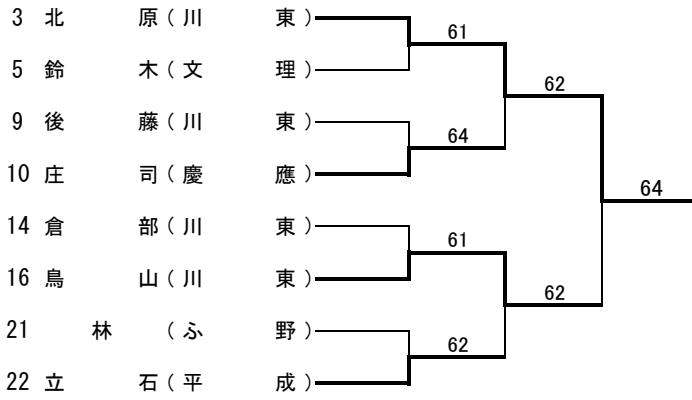 3 北 原 ( 川 東 )
61
5 鈴 木 ( 文 理 )
62
9 後 藤 ( 川 東 )
64
10 庄 司 ( 慶 應 )
64
14 倉 部 ( 川 東 )
61
16 鳥 山 ( 川 東 )
62
21 林 ( ふ 野 )
62
22 立 石 ( 平 成 )